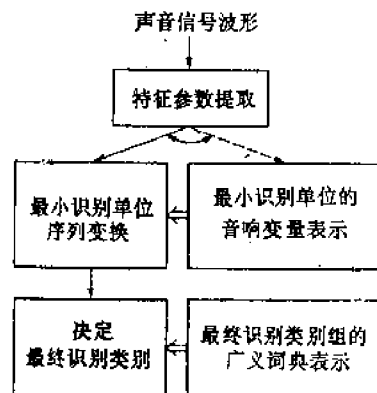 声音信号波形
特征参数提取
最小识别单位
序列变换
最小识别单位的
音响变量表示
决定
最终识别类别
最终识别类别组的
广义词典表示